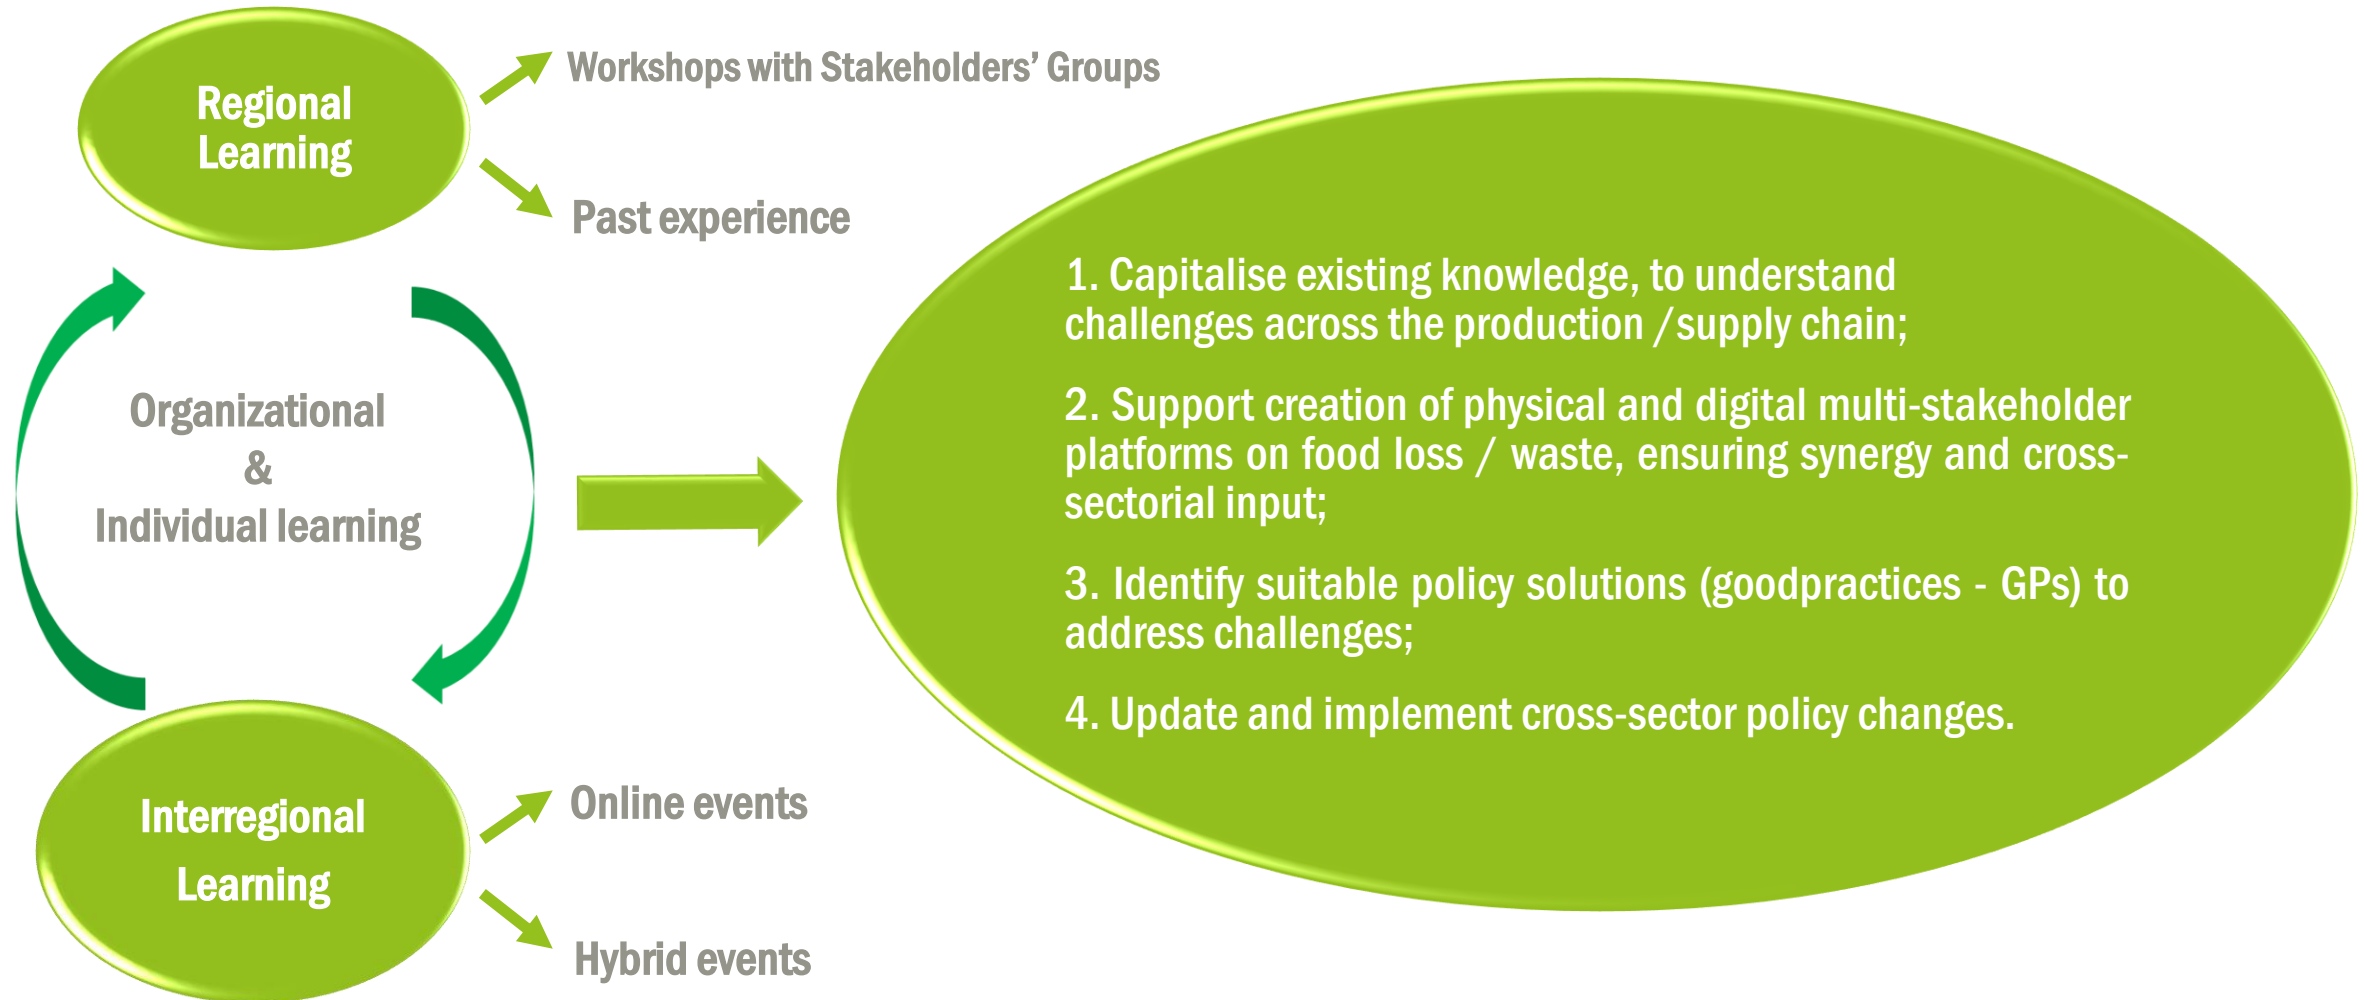 Regional
Learning
Workshops with Stakeholders’ Groups
Past experience
Organizational
&
Individual learning
Interregional
Learning
Online events
Hybrid events
1. Capitalise existing knowledge, to understand
challenges across the production /supply chain;
2. Support creation of physical and digital multi-stakeholder
platforms on food loss / waste, ensuring synergy and cross-
sectorial input;
3. Identify suitable policy solutions (goodpractices - GPs) to
address challenges;
4. Update and implement cross-sector policy changes.